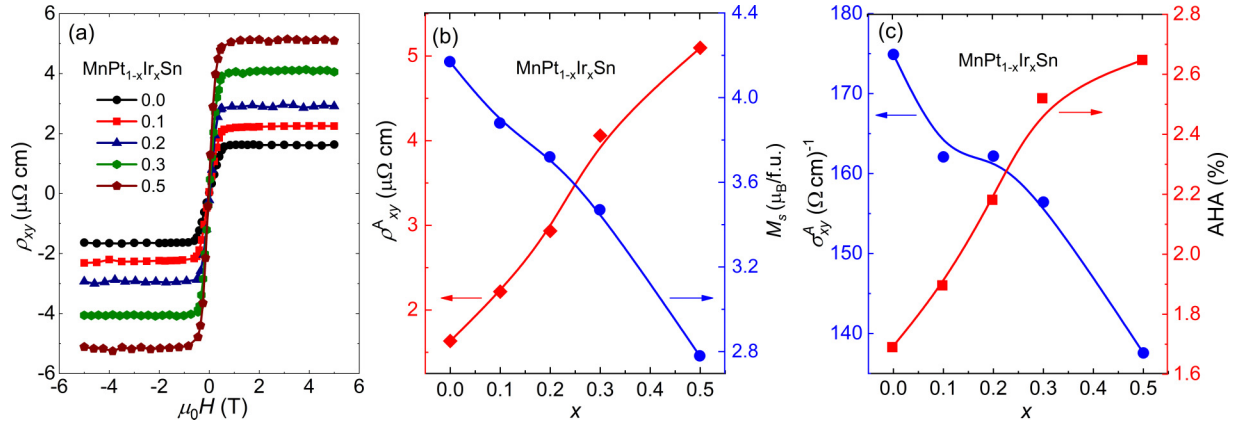 (a)
MnPt1-xIrxSn
0.0
0.1
0.2
0.3
0.5
ρxy (μΩ cm)
6
4
2
0
-2
-4
-6
-6 -4 -2 0 2 4 6
μ0H (T)
(b)
MnPt1-xIrxSn
ρAxy (μΩ cm)
5
4
3
2
0.0 0.1 0.2 0.3 0.4 0.5
x
4.4
4.0
3.6
3.2
2.8
Ms (μB/f.u.)
(c)
MnPt1-xIrxSn
σAxy (Ω cm)-1
180
175
170
165
160
155
150
145
140
135
0.0 0.1 0.2 0.3 0.4 0.5
x
2.8
2.6
2.4
2.2
2.0
1.8
1.6
AHA (%)